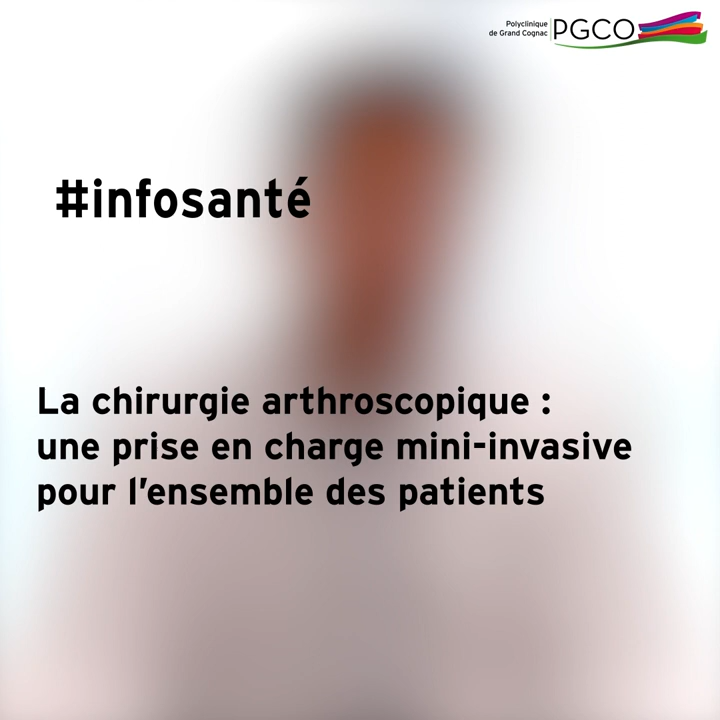 Polyclinique
de Grand Cognac
PGCO
#infosanté
La chirurgie arthroscopique :
une prise en charge mini-invasive
pour l'ensemble des patients